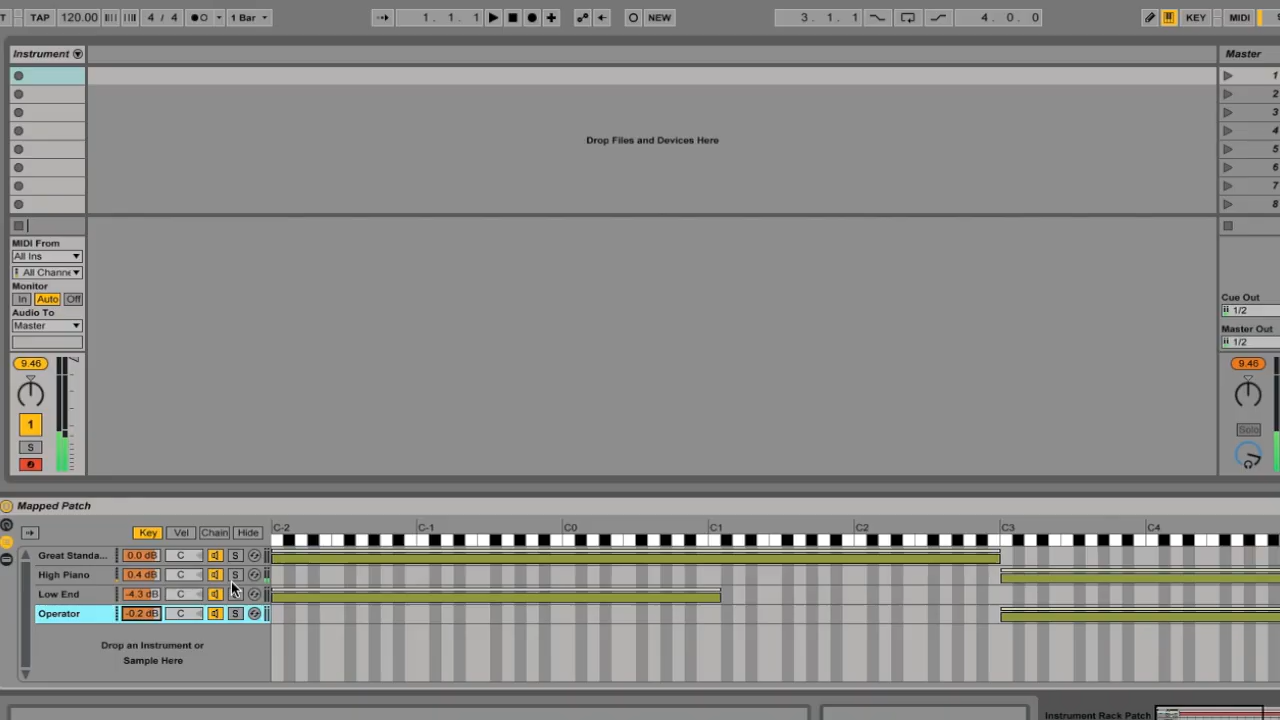 T TAP 120.00 4 / 4 1 Bar 1. 1. 1 NEW 3. 1. 1 4. 0. 0 KEY MIDI
Instrument Master
1
2
Drop Files and Devices Here
3
4
5
6
7
8
MIDI From
All Ins
All Channe
Monitor
In Auto Off
Audio To
Master
Cue Out
1/2
Master Out
1/2
9.46 9.46
1
S Solo
Mapped Patch
Key Vel Chain Hide C-2 C-1 C0 C1 C2 C3 C4
Great Standa... 0.0 dB C S
High Piano 0.4 dB C S
Low End -4.3 dB C S
Operator -0.2 dB C S
Drop an Instrument or
Sample Here
Instrument Rack Patch